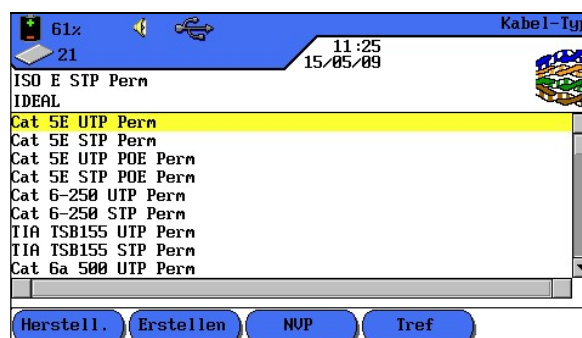 61%
Kabel-Typ
21
11:25
15/05/09
ISO E STP Perm
IDEAL
Cat 5E UTP Perm
Cat 5E STP Perm
Cat 5E UTP POE Perm
Cat 5E STP POE Perm
Cat 6-250 UTP Perm
Cat 6-250 STP Perm
TIA TSB155 UTP Perm
TIA TSB155 STP Perm
Cat 6a 500 UTP Perm
Herstell.
Erstellen
NVP
Tref